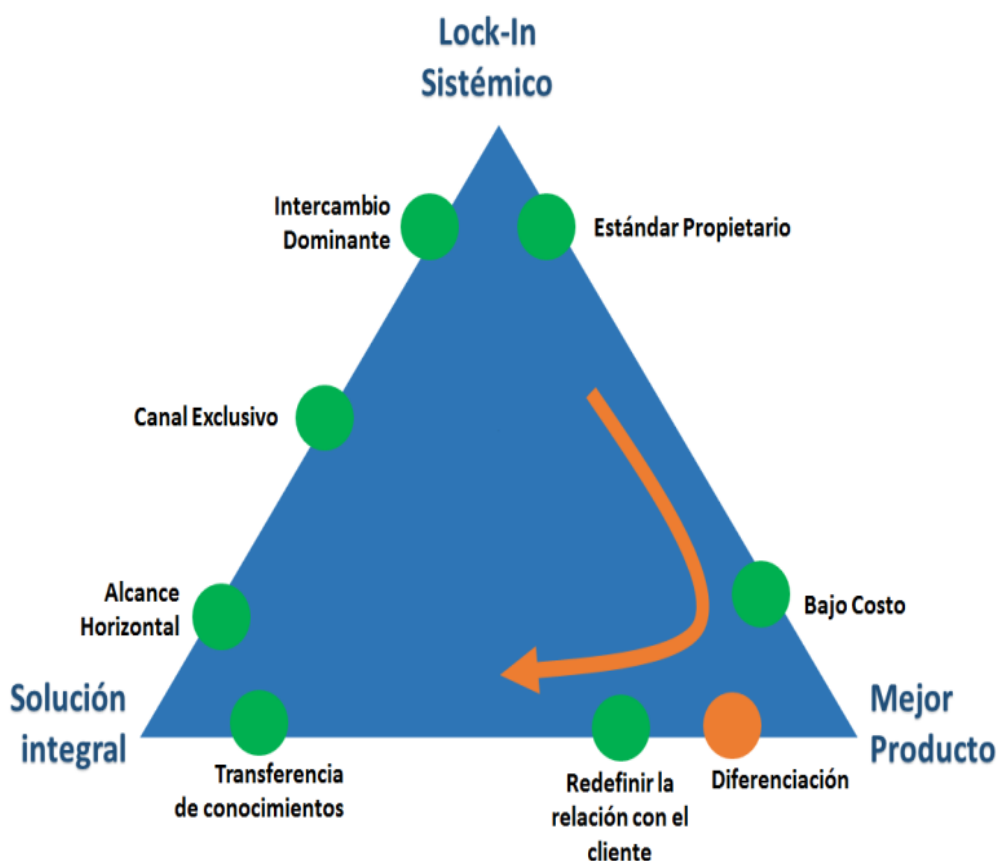 Lock-In
Sistémico
Intercambio
Dominante
Estándar Propietario
Canal Exclusivo
Alcance
Horizontal
Bajo Costo
Solución
integral
Mejor
Producto
Transferencia
de conocimientos
Redefinir la
relación con el
cliente
Diferenciación